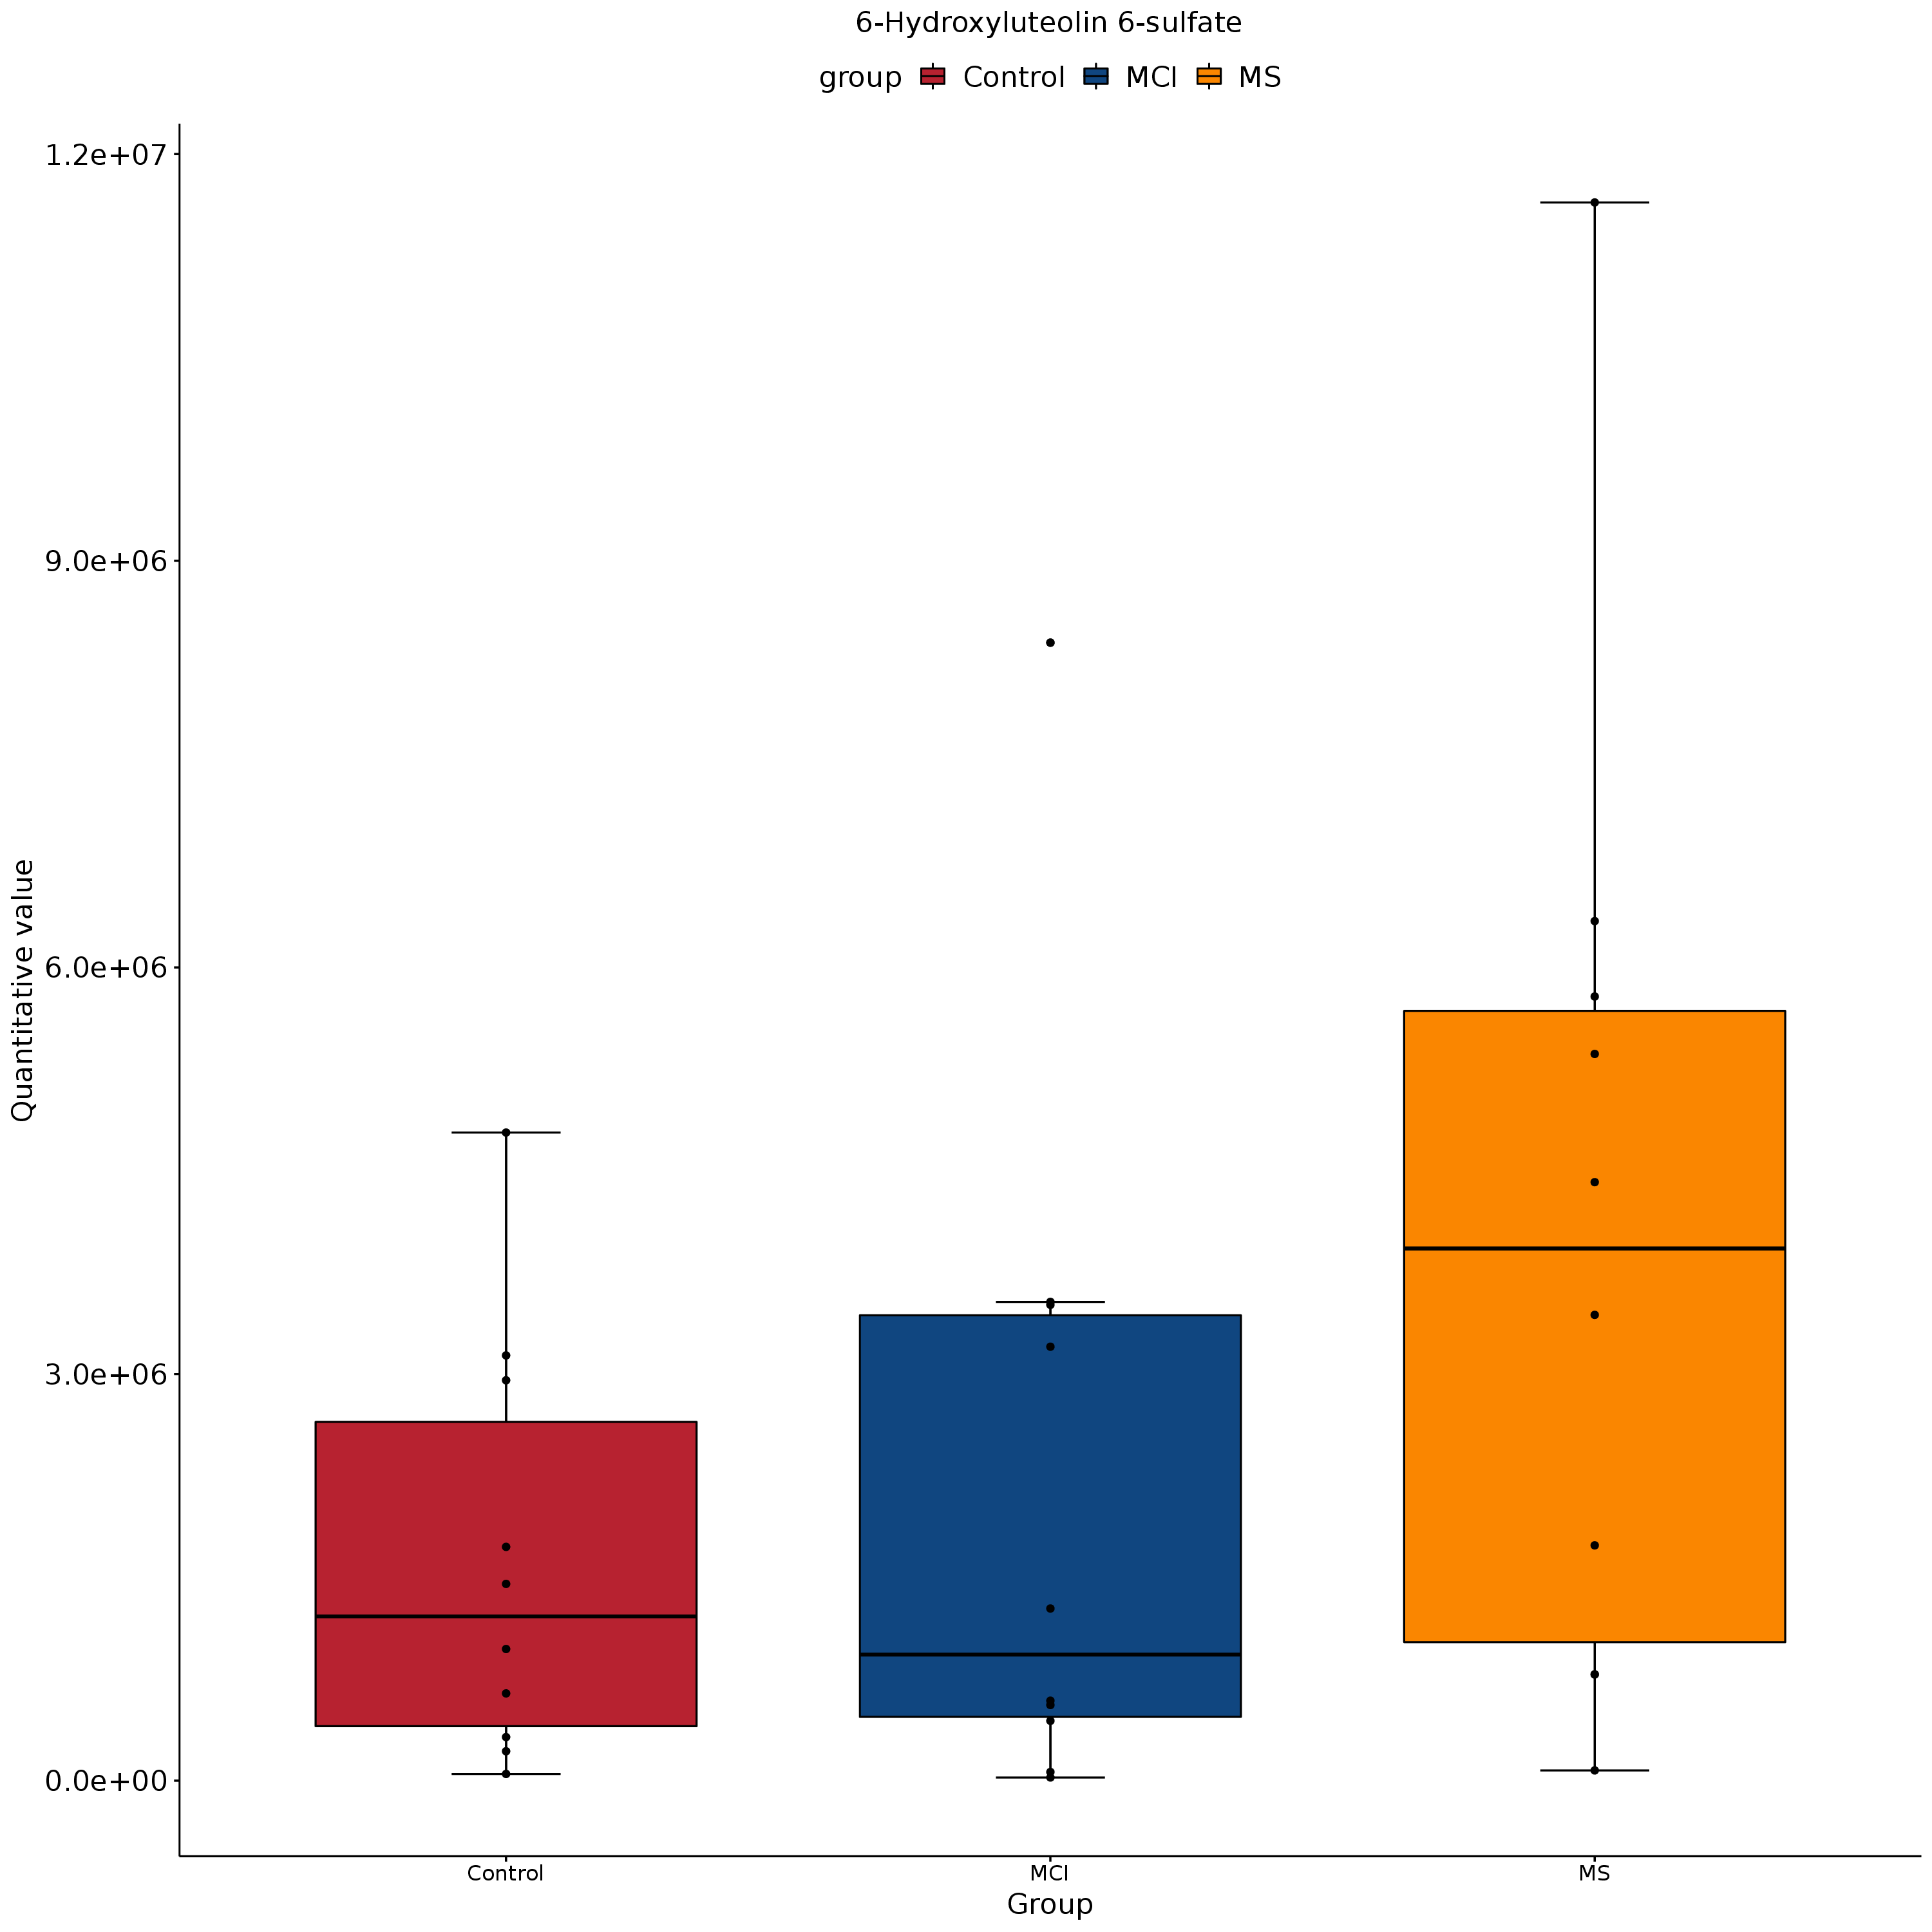 6-Hydroxyluteolin 6-sulfate
group Control MCI MS
1.2e+07
9.0e+06
6.0e+06
3.0e+06
0.0e+00
Quantitative value
Control MCI MS
Group